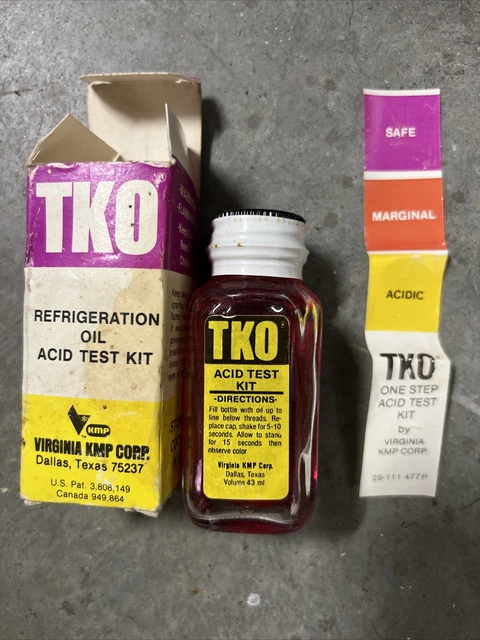 TKO®
REFRIGERATION
OIL
ACID TEST KIT
KMP
VIRGINIA KMP CORP.
Dallas, Texas 75237
U.S. Pat. 3,808,149
Canada 949,864
TKO
ACID TEST
KIT
-DIRECTIONS-
Fill bottle with oil up to
line below threads. Re-
place cap, shake for 5-10
seconds. Allow to stand
for 15 seconds then
observe color
Virginia KMP Corp.
Dallas, Texas
Volume 43 ml
SAFE
MARGINAL
ACIDIC
TKO
ONE STEP
ACID TEST
KIT
by
VIRGINIA
KMP CORP.